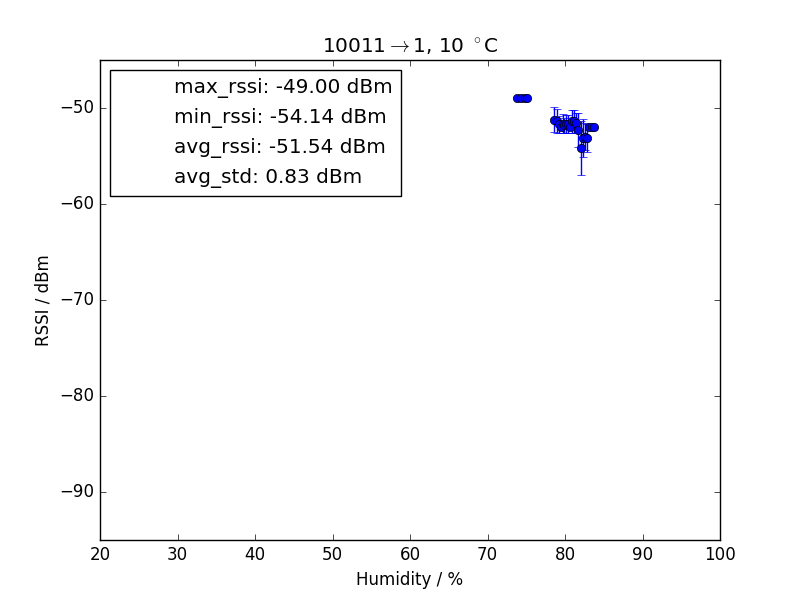 10011→1, 10 °C
max_rssi: -49.00 dBm
min_rssi: -54.14 dBm
avg_rssi: -51.54 dBm
avg_std: 0.83 dBm
RSSI / dBm
−50
−60
−70
−80
−90
20 30 40 50 60 70 80 90 100
Humidity / %